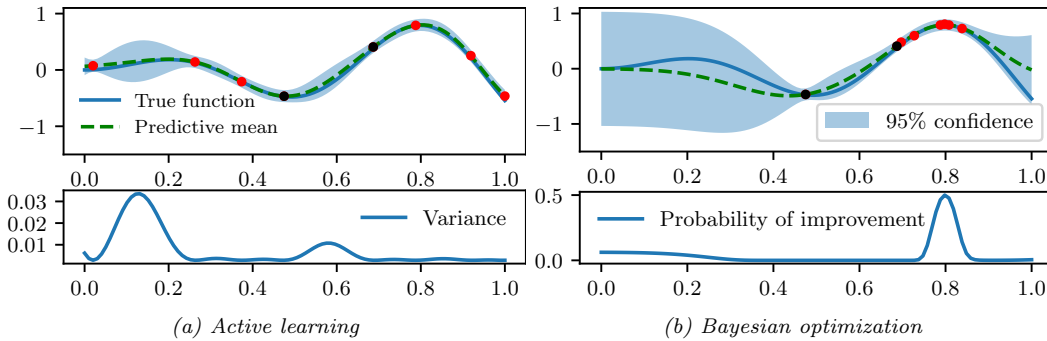 1
0
−1
True function
Predictive mean
0.0 0.2 0.4 0.6 0.8 1.0
0.03
0.02
0.01
Variance
0.0 0.2 0.4 0.6 0.8 1.0
(a) Active learning
1
0
−1
95% confidence
0.0 0.2 0.4 0.6 0.8 1.0
0.5
0.0
Probability of improvement
0.0 0.2 0.4 0.6 0.8 1.0
(b) Bayesian optimization